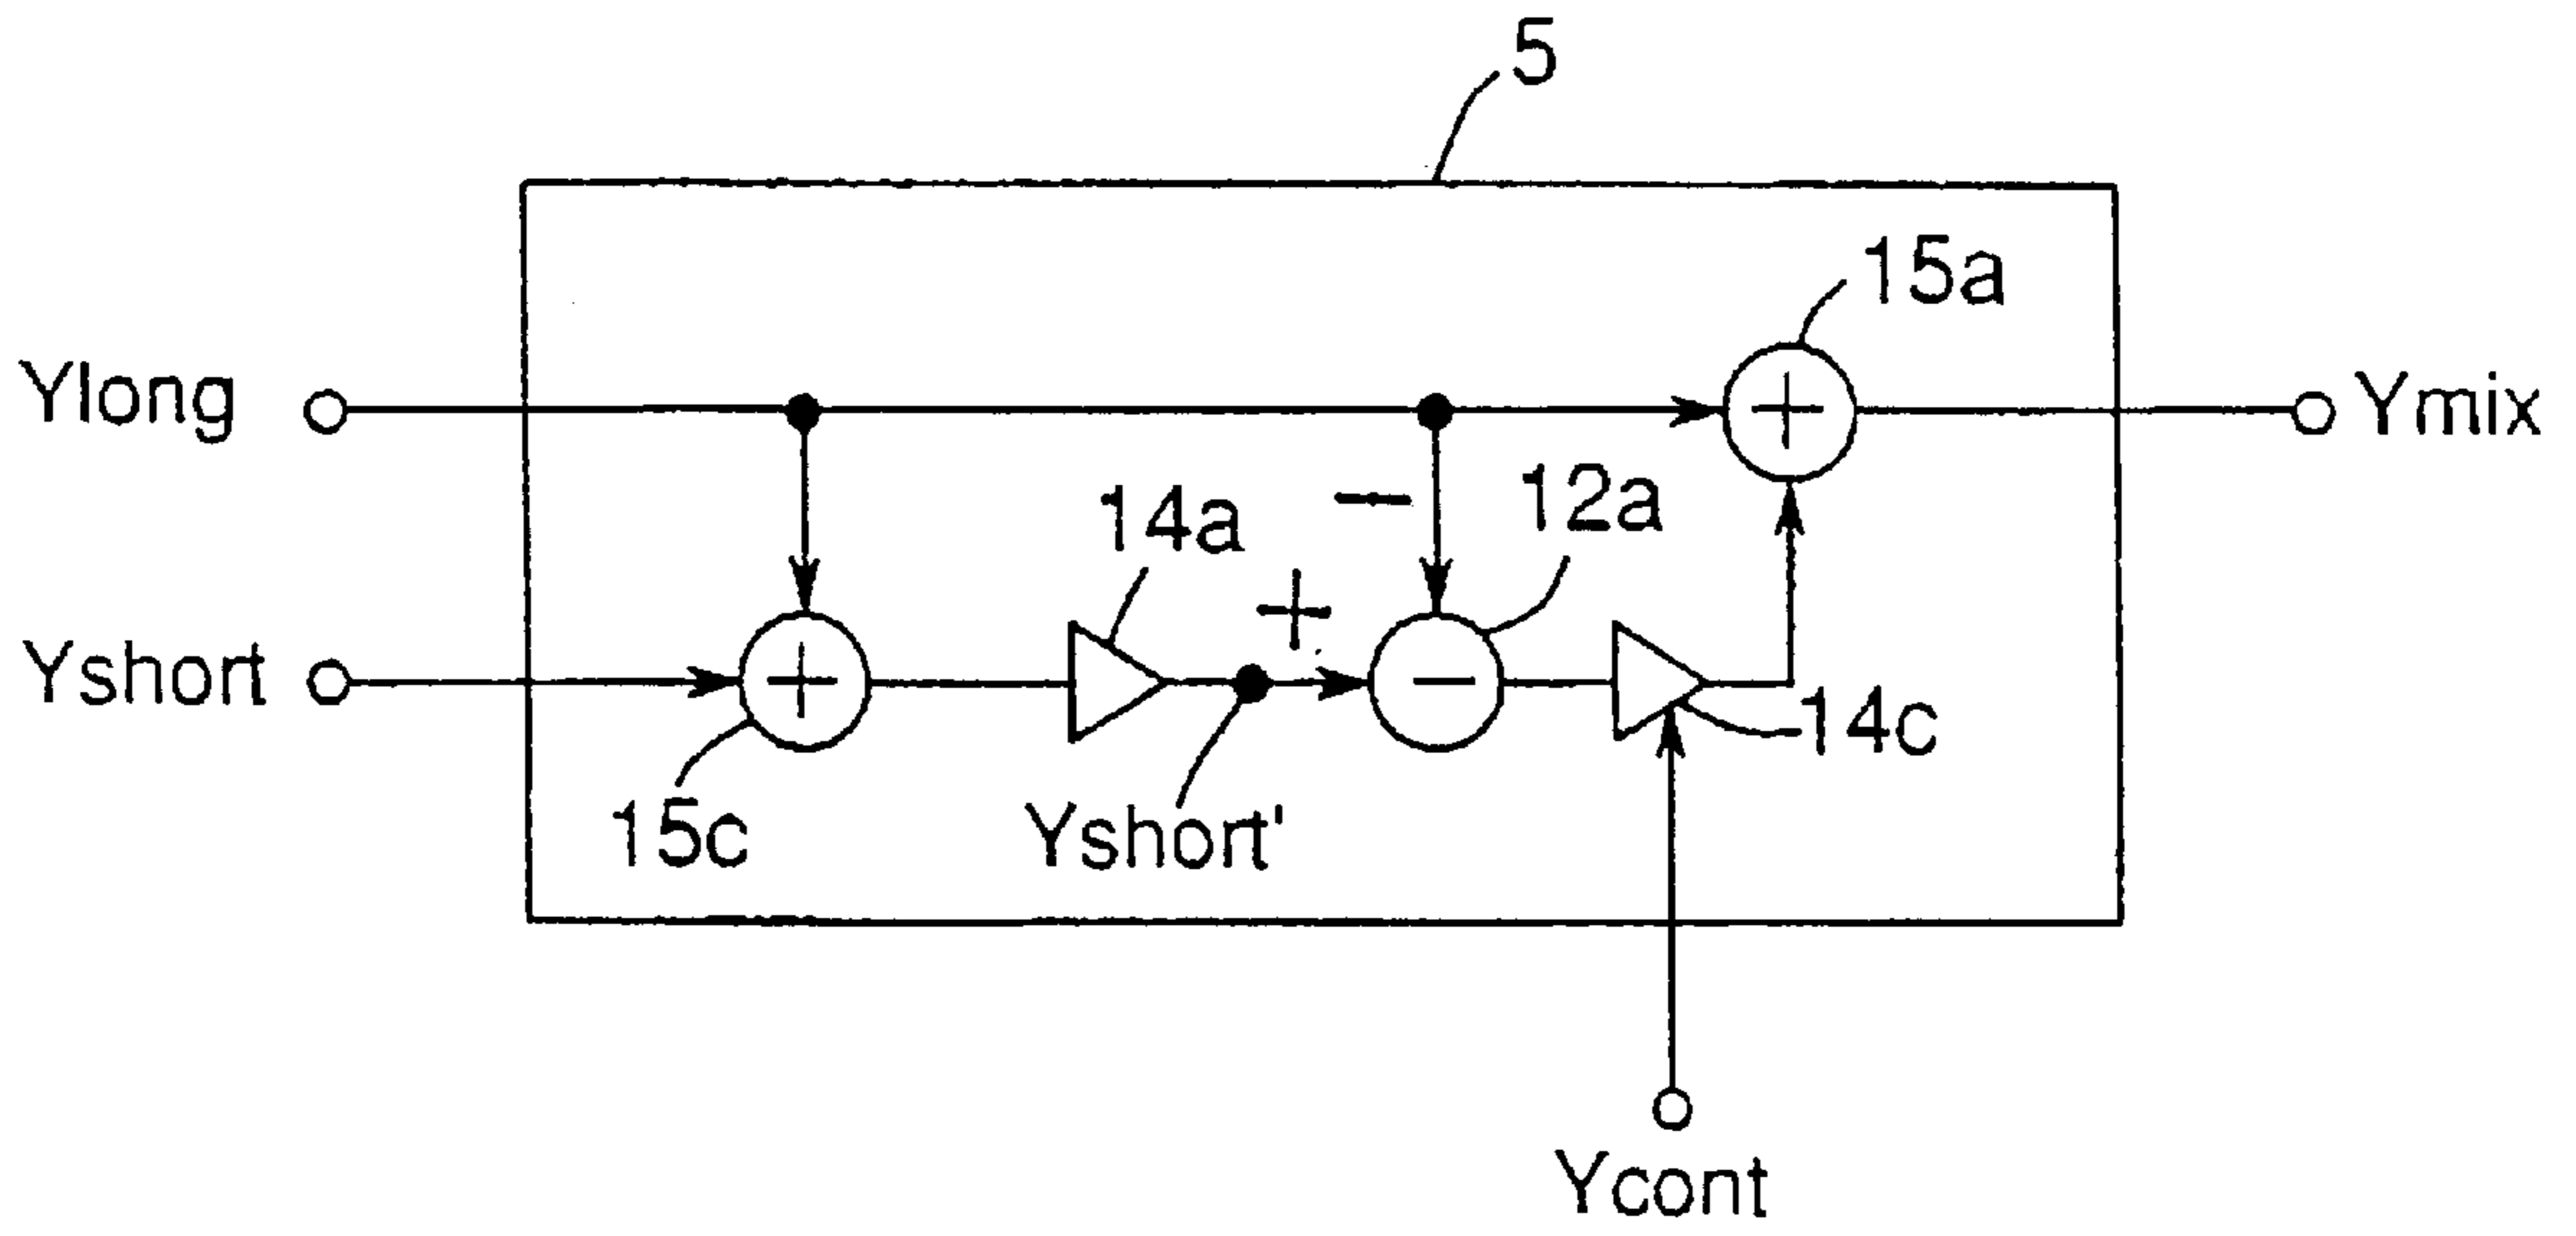 5
15a
Ylong
Ymix
14a
−
12a
+
+
Yshort
+
−
14c
15c
Yshort'
Ycont